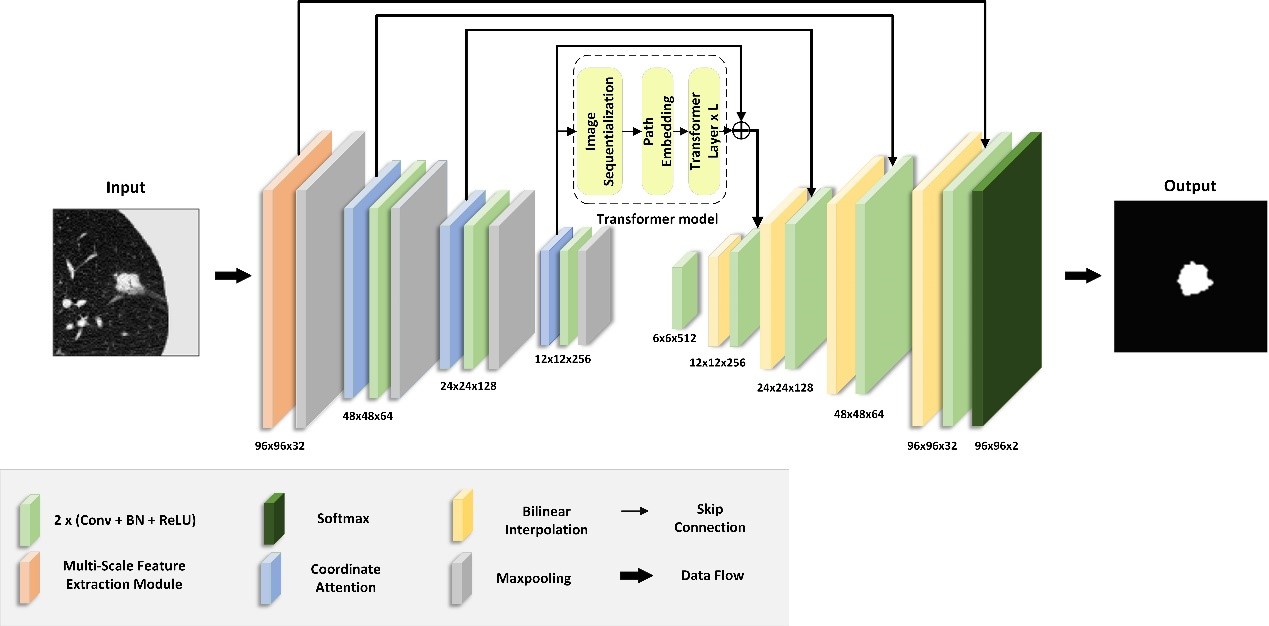 Image
Sequentialization
Path
Embedding
Transformer
Layer x L
Transformer model
Input
Output
6x6x512
12x12x256
12x12x256
24x24x128
24x24x128
48x48x64
48x48x64
96x96x32
96x96x32
96x96x2
2 x (Conv + BN + ReLU)
Softmax
Bilinear
Interpolation
Skip
Connection
Multi-Scale Feature
Extraction Module
Coordinate
Attention
Maxpooling
Data Flow